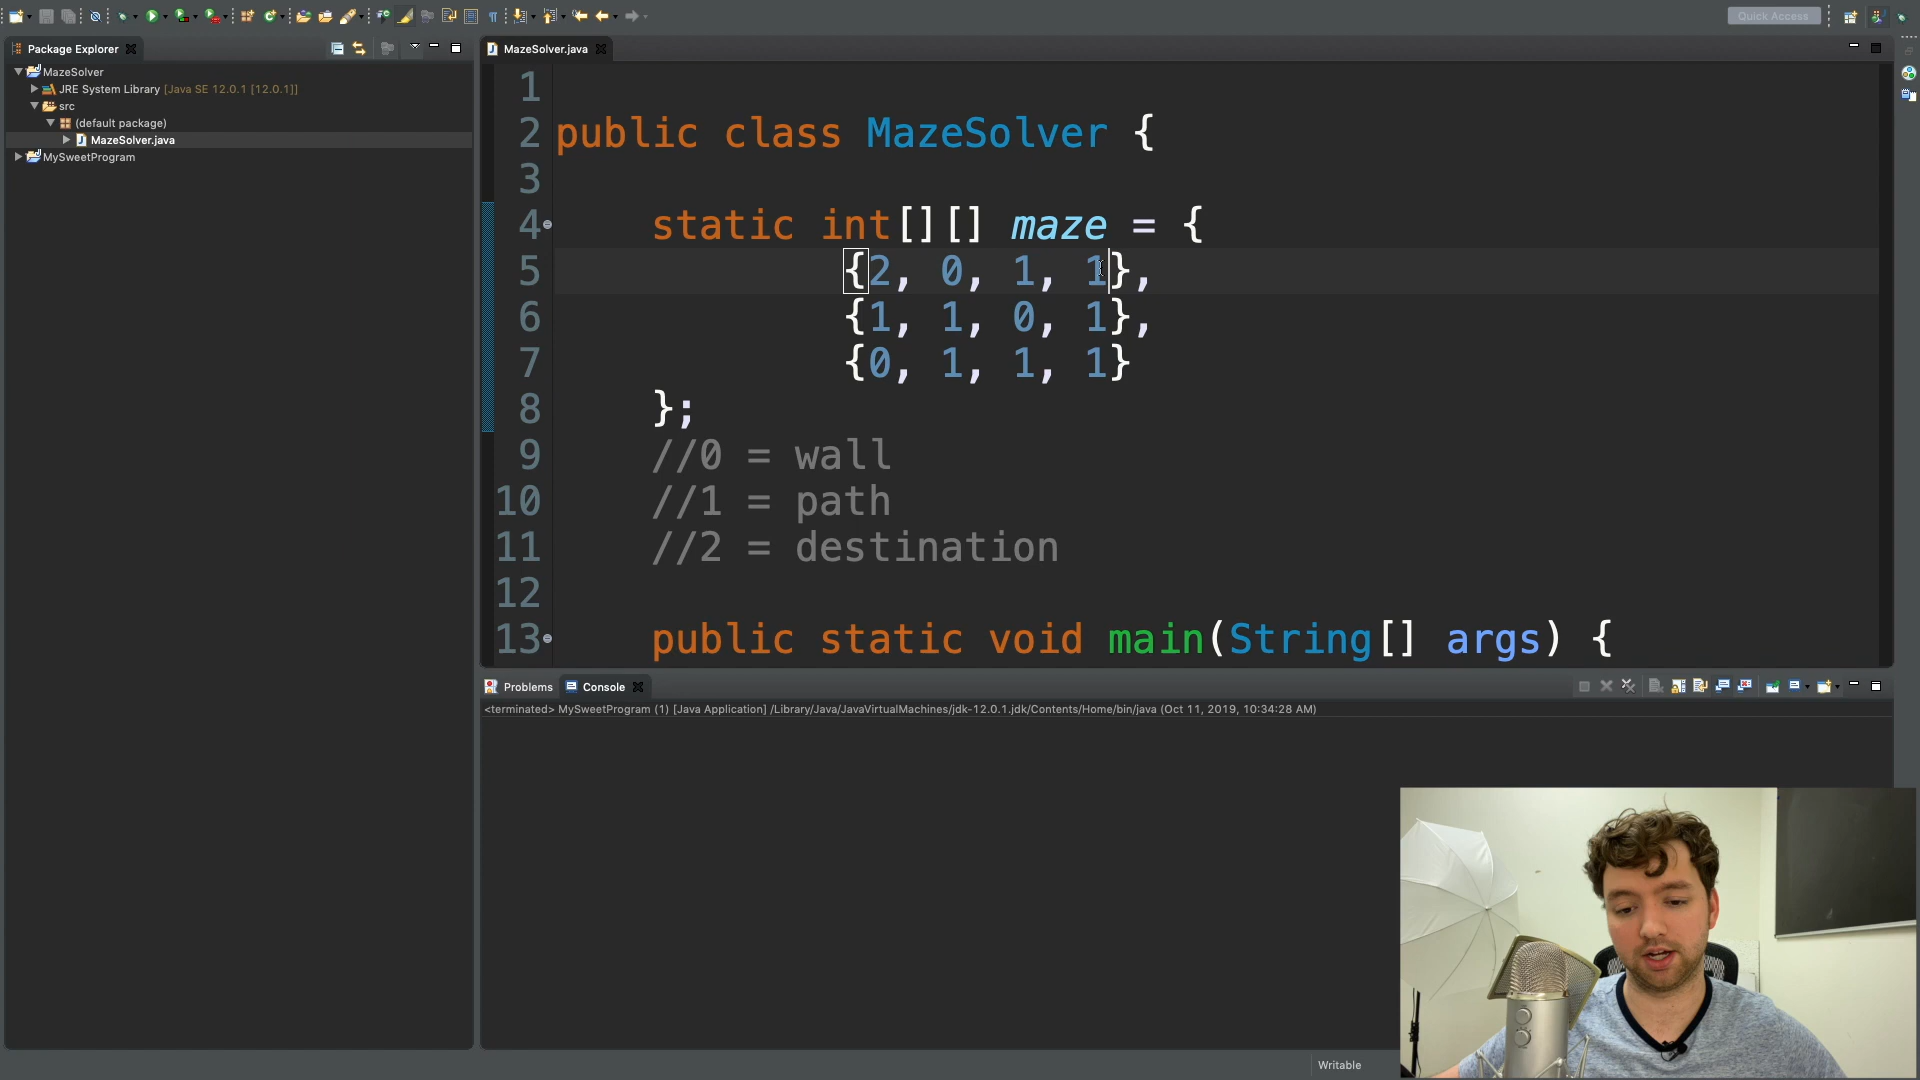 Quick Access
Package Explorer
MazeSolver
JRE System Library [Java SE 12.0.1 [12.0.1]]
src
(default package)
MazeSolver.java
MySweetProgram
MazeSolver.java
1
2 public class MazeSolver {
3
4 static int[][] maze = {
5 {2, 0, 1, 1},
6 {1, 1, 0, 1},
7 {0, 1, 1, 1}
8 };
9 //0 = wall
10 //1 = path
11 //2 = destination
12
13 public static void main(String[] args) {
Problems
Console
<terminated> MySweetProgram (1) [Java Application] /Library/Java/JavaVirtualMachines/jdk-12.0.1.jdk/Contents/Home/bin/java (Oct 11, 2019, 10:34:28 AM)
Writable